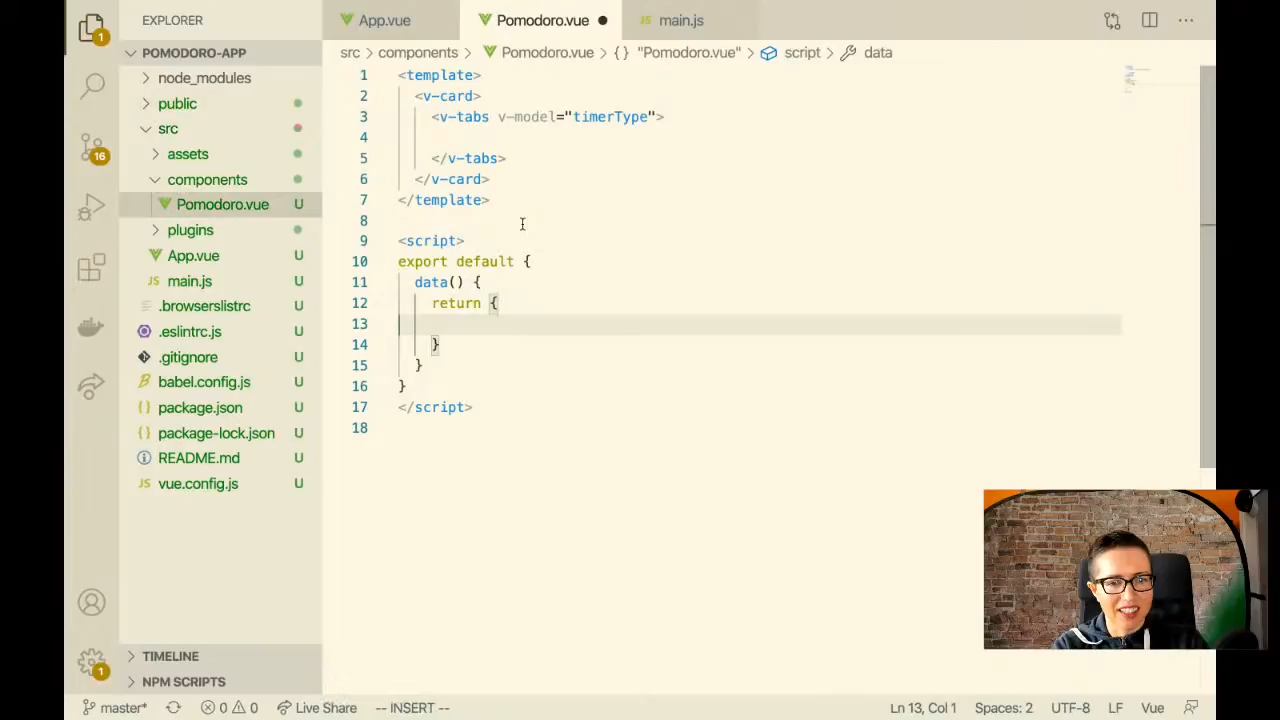 EXPLORER
App.vue
Pomodoro.vue
JS main.js
POMODORO-APP
src > components > Pomodoro.vue > {} "Pomodoro.vue" > script > data
1
node_modules
public
src
16
assets
components
Pomodoro.vue U
plugins
App.vue U
JS main.js U
.browserslistrc U
.eslintrc.js U
.gitignore U
babel.config.js U
{} package.json U
{} package-lock.json U
README.md U
JS vue.config.js U
1 <template>
2 <v-card>
3 <v-tabs v-model="timerType">
4
5 </v-tabs>
6 </v-card>
7 </template>
8
9 <script>
10 export default {
11 data() {
12 return {
13
14 }
15 }
16 }
17 </script>
18
1
TIMELINE
NPM SCRIPTS
master* 0 0 Live Share -- INSERT -- Ln 13, Col 1 Spaces: 2 UTF-8 LF Vue